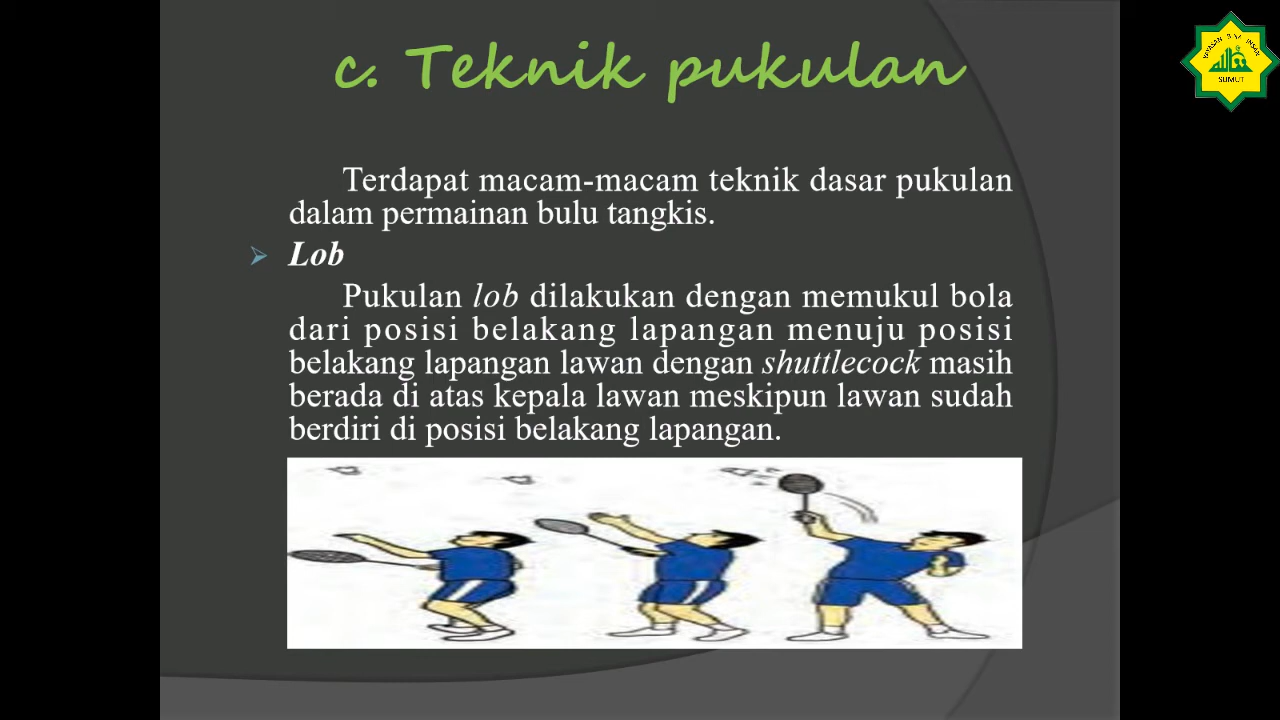 c. Teknik pukulan
Terdapat macam-macam teknik dasar pukulan
dalam permainan bulu tangkis.
Lob
Pukulan lob dilakukan dengan memukul bola
dari posisi belakang lapangan menuju posisi
belakang lapangan lawan dengan shuttlecock masih
berada di atas kepala lawan meskipun lawan sudah
berdiri di posisi belakang lapangan.
SUMUT